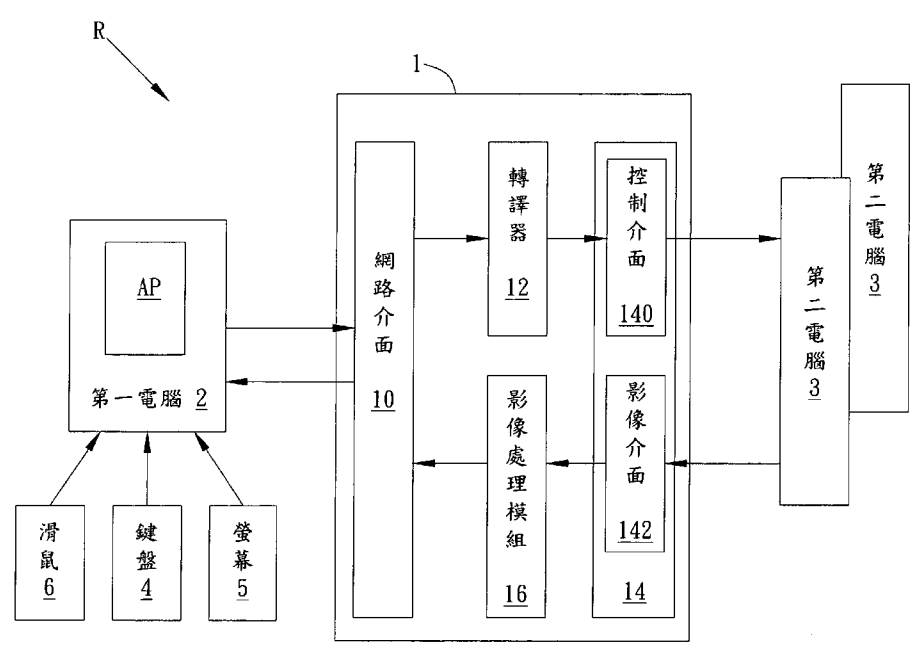 R
1
AP
第一電腦 2
滑鼠 6
鍵盤 4
螢幕 5
網路介面 10
轉譯器 12
控制介面 140
影像處理模組 16
影像介面 142
14
第二電腦 3
第二電腦 3